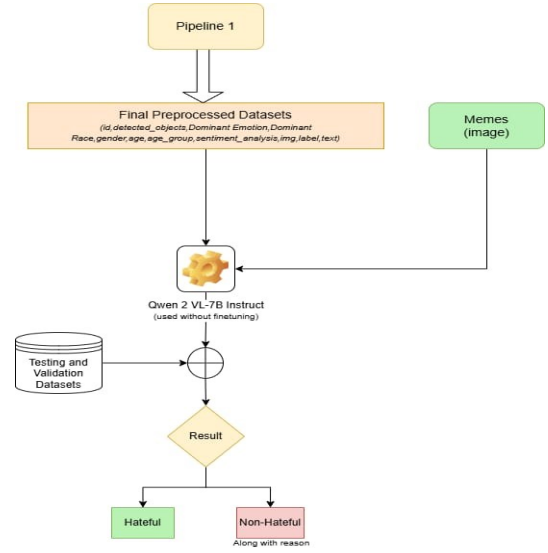 Pipeline 1
Final Preprocessed Datasets
(id,detected_objects,Dominant Emotion,Dominant
Race,gender,age,age_group,sentiment_analysis,img,label,text)
Memes
(image)
Qwen 2 VL-7B Instruct
(used without finetuning)
Testing and
Validation
Datasets
Result
Hateful
Non-Hateful
Along with reason